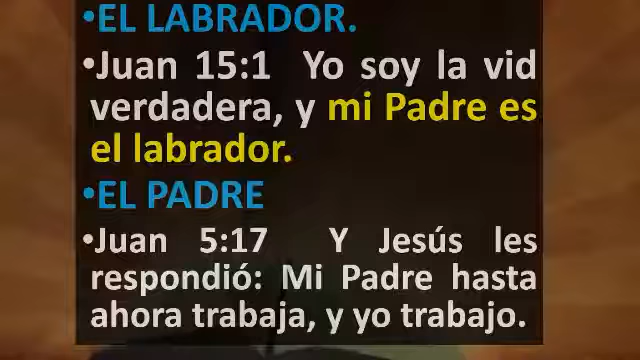 •EL LABRADOR.
•Juan 15:1 Yo soy la vid
verdadera, y mi Padre es
el labrador.
•EL PADRE
•Juan 5:17 Y Jesús les
respondió: Mi Padre hasta
ahora trabaja, y yo trabajo.